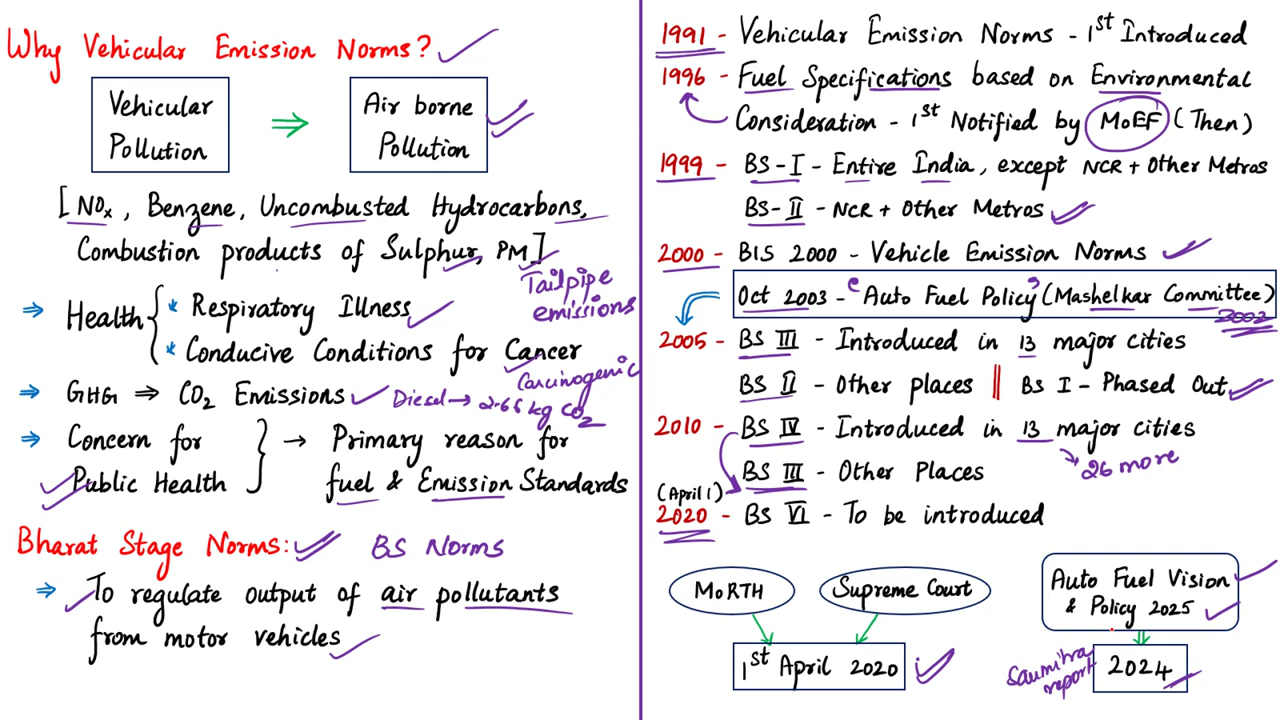 Why Vehicular Emission Norms?
Vehicular
Pollution
⇒
Air borne
Pollution
[NOx, Benzene, Uncombusted Hydrocarbons,
Combustion products of Sulphur, PM]
Tailpipe
emissions
⇒ Health { * Respiratory Illness
* Conducive Conditions for Cancer
Carcinogenic
⇒ GHG ⇒ CO2 Emissions
Diesel → 2.66 kg CO2
⇒ Concern for
Public Health
} → Primary reason for
fuel & Emission Standards
Bharat Stage Norms: BS Norms
⇒ To regulate output of air pollutants
from motor vehicles
1991 - Vehicular Emission Norms - 1st Introduced
1996 - Fuel Specifications based on Environmental
Consideration - 1st Notified by MoEF (Then)
1999 - BS-I - Entire India, except NCR + Other Metros
BS-II - NCR + Other Metros
2000 - BIS 2000 - Vehicle Emission Norms
Oct 2003 - 'Auto Fuel Policy' (Mashelkar Committee)
2002
2005 - BS III - Introduced in 13 major cities
BS II - Other places || BS I - Phased Out
2010 - BS IV - Introduced in 13 major cities
→ 26 more
BS III - Other Places
(April 1)
2020 - BS VI - To be introduced
MoRTH
Supreme Court
1st April 2020
Auto Fuel Vision
& Policy 2025
Saumitra
report
2024